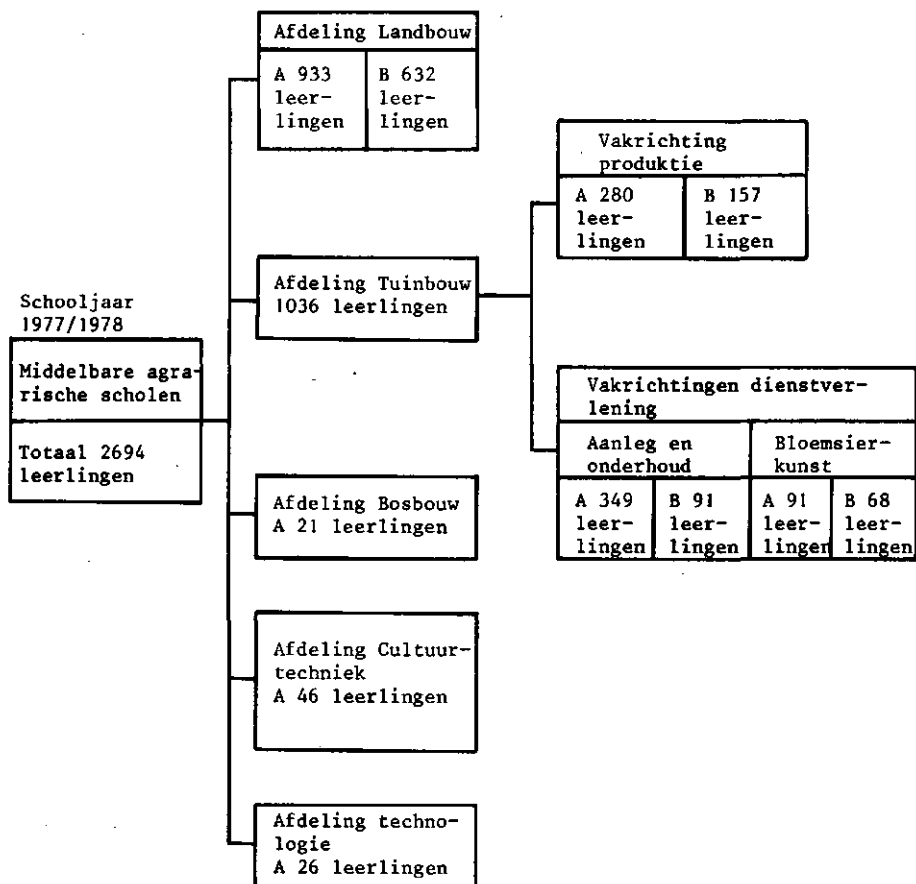 Schooljaar
1977/1978
Middelbare agra-
rische scholen
Totaal 2694
leerlingen
Afdeling Landbouw
A 933
leer-
lingen
B 632
leer-
lingen
Afdeling Tuinbouw
1036 leerlingen
Vakrichting
produktie
A 280
leer-
lingen
B 157
leer-
lingen
Vakrichtingen dienstver-
lening
Aanleg en
onderhoud
A 349
leer-
lingen
B 91
leer-
lingen
Bloemsier-
kunst
A 91
leer-
lingen
B 68
leer-
lingen
Afdeling Bosbouw
A 21 leerlingen
Afdeling Cultuur-
techniek
A 46 leerlingen
Afdeling techno-
logie
A 26 leerlingen